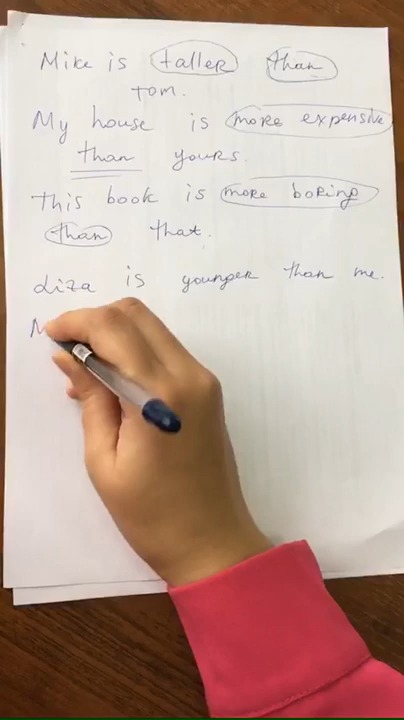 Mike is taller than
Tom.
My house is more expensive
than yours.
this book is more boring
than that.
Liza is younger than me.
M